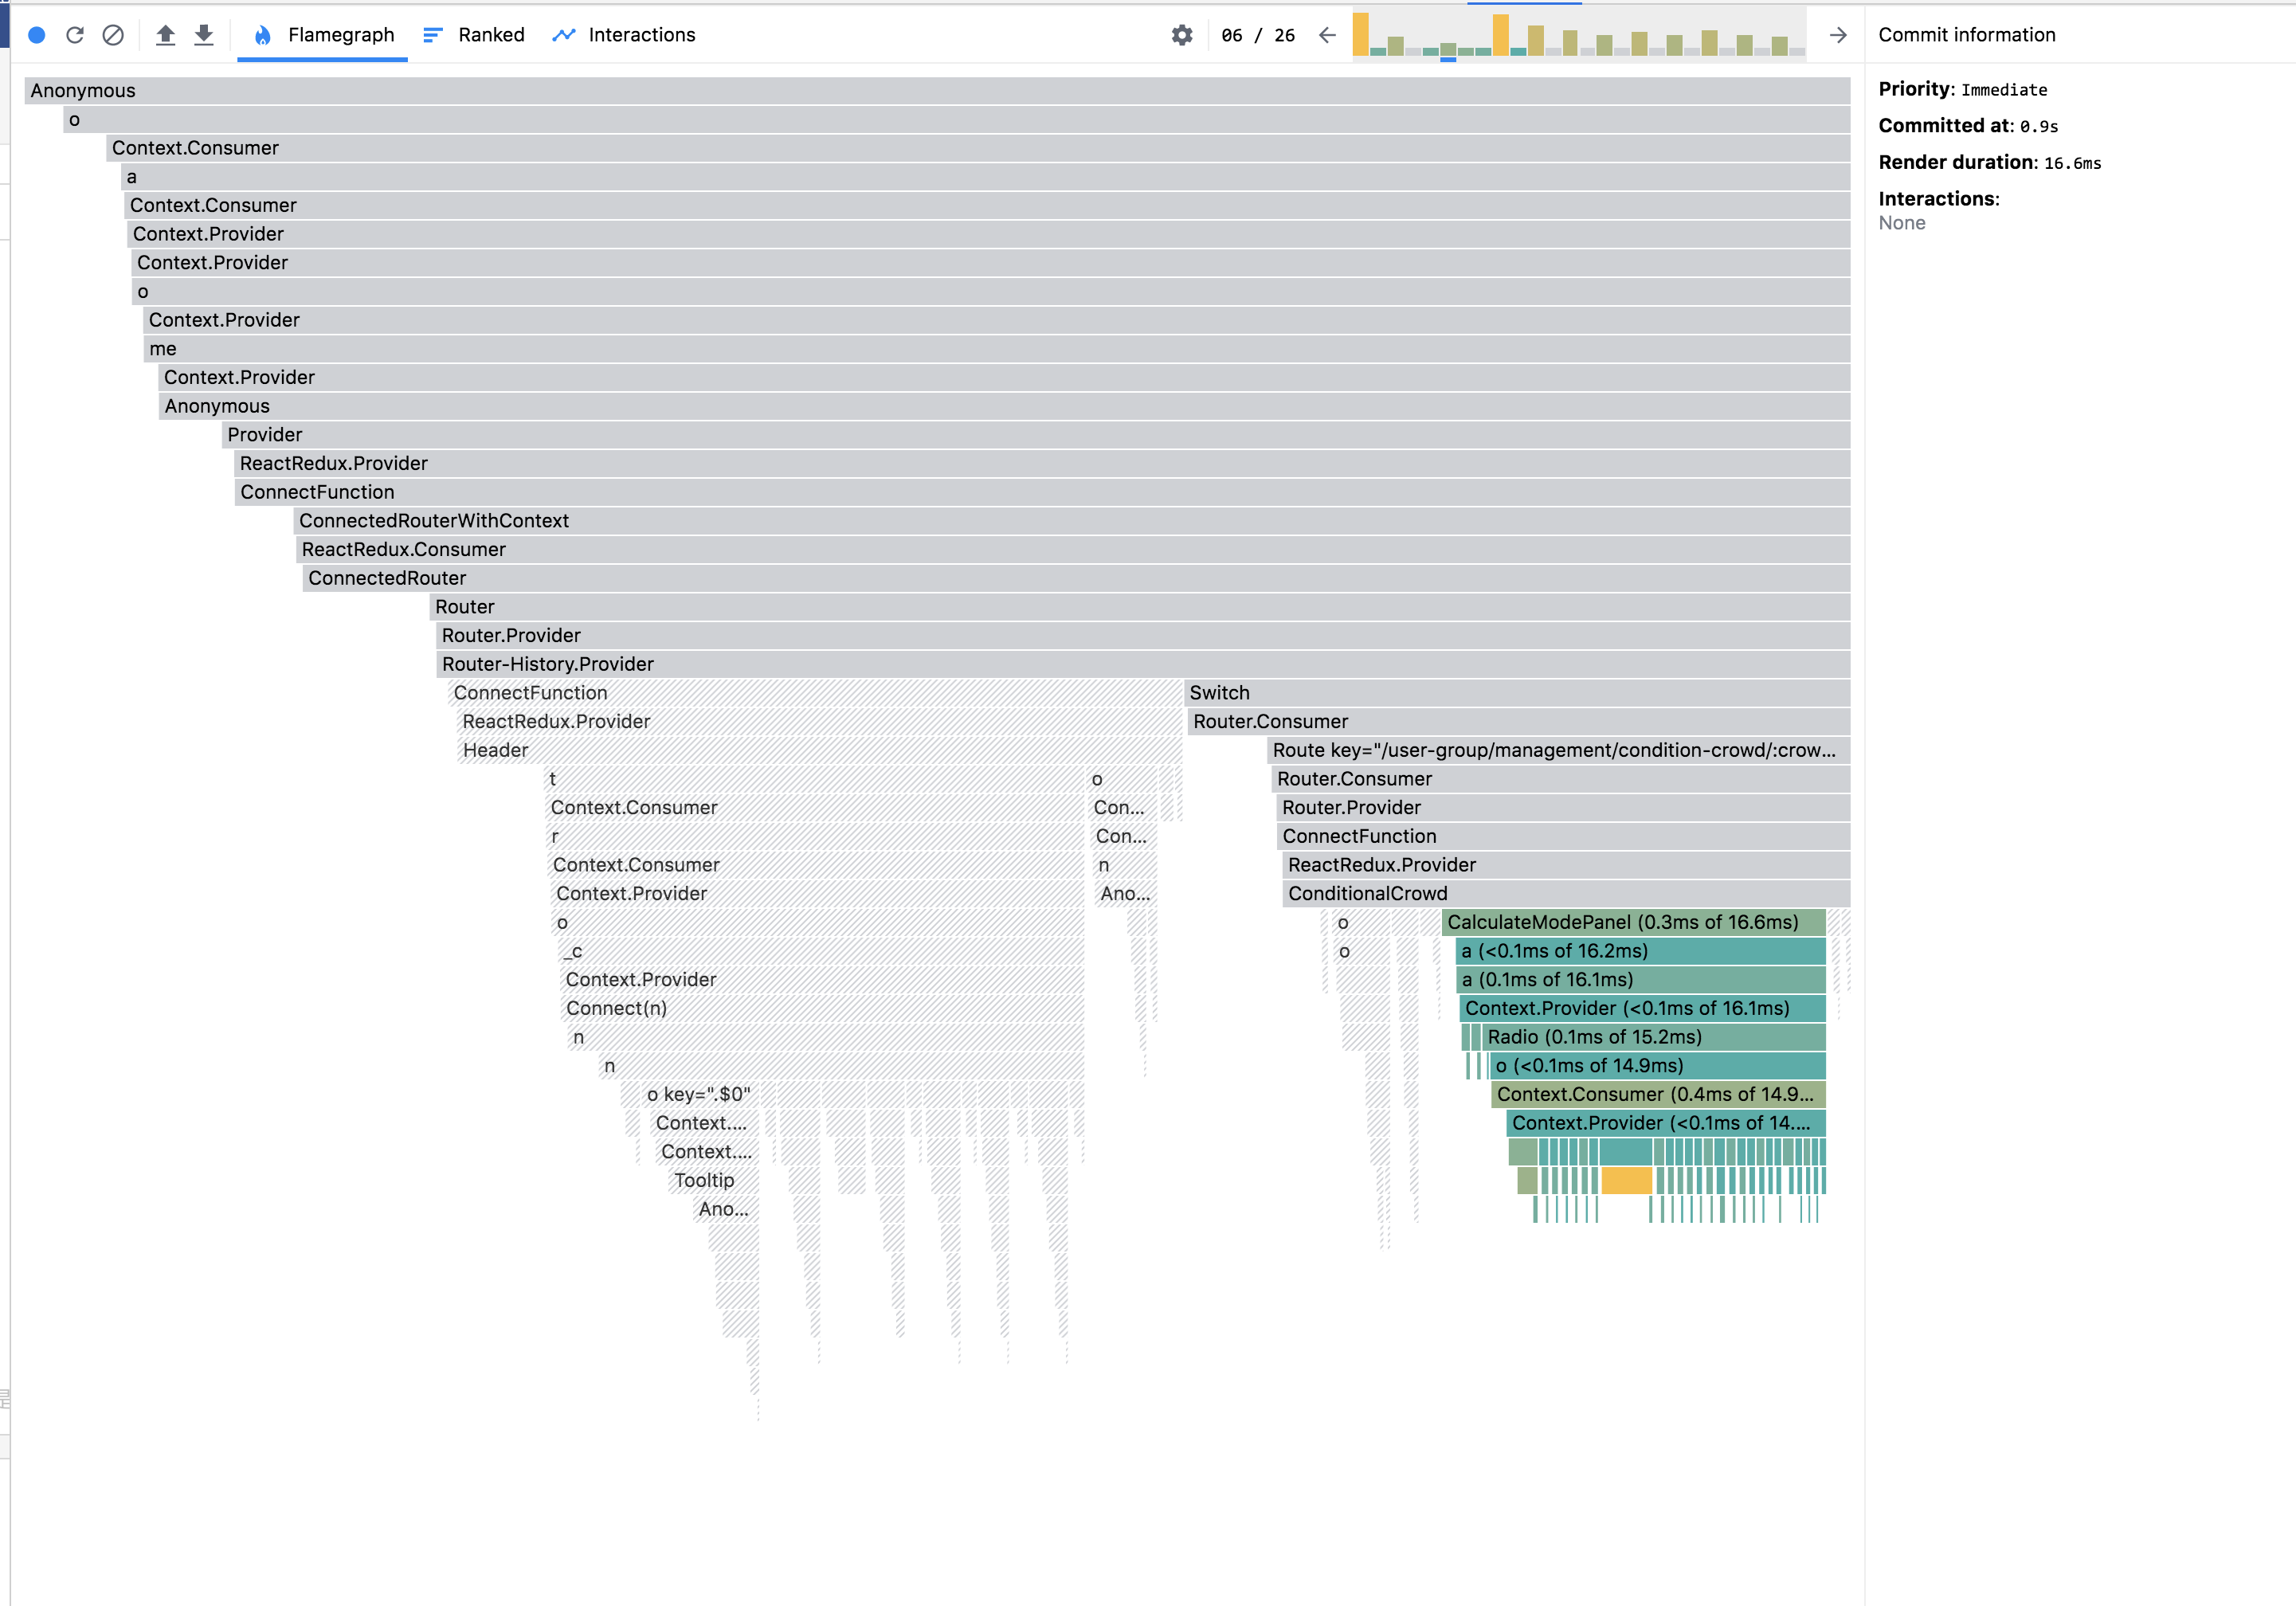 Flamegraph Ranked Interactions 06 / 26 Commit information
Priority: Immediate
Committed at: 0.9s
Render duration: 16.6ms
Interactions:
None
Anonymous
o
Context.Consumer
a
Context.Consumer
Context.Provider
Context.Provider
o
Context.Provider
me
Context.Provider
Anonymous
Provider
ReactRedux.Provider
ConnectFunction
ConnectedRouterWithContext
ReactRedux.Consumer
ConnectedRouter
Router
Router.Provider
Router-History.Provider
ConnectFunction Switch
ReactRedux.Provider Router.Consumer
Header Route key="/user-group/management/condition-crowd/:crow...
t o Router.Consumer
Context.Consumer Con... Router.Provider
r Con... ConnectFunction
Context.Consumer n ReactRedux.Provider
Context.Provider Ano... ConditionalCrowd
o o CalculateModePanel (0.3ms of 16.6ms)
_c o a (<0.1ms of 16.2ms)
Context.Provider a (0.1ms of 16.1ms)
Connect(n) Context.Provider (<0.1ms of 16.1ms)
n Radio (0.1ms of 15.2ms)
n o (<0.1ms of 14.9ms)
o key=".$0" Context.Consumer (0.4ms of 14.9...
Context.... Context.Provider (<0.1ms of 14....
Context....
Tooltip
Ano...